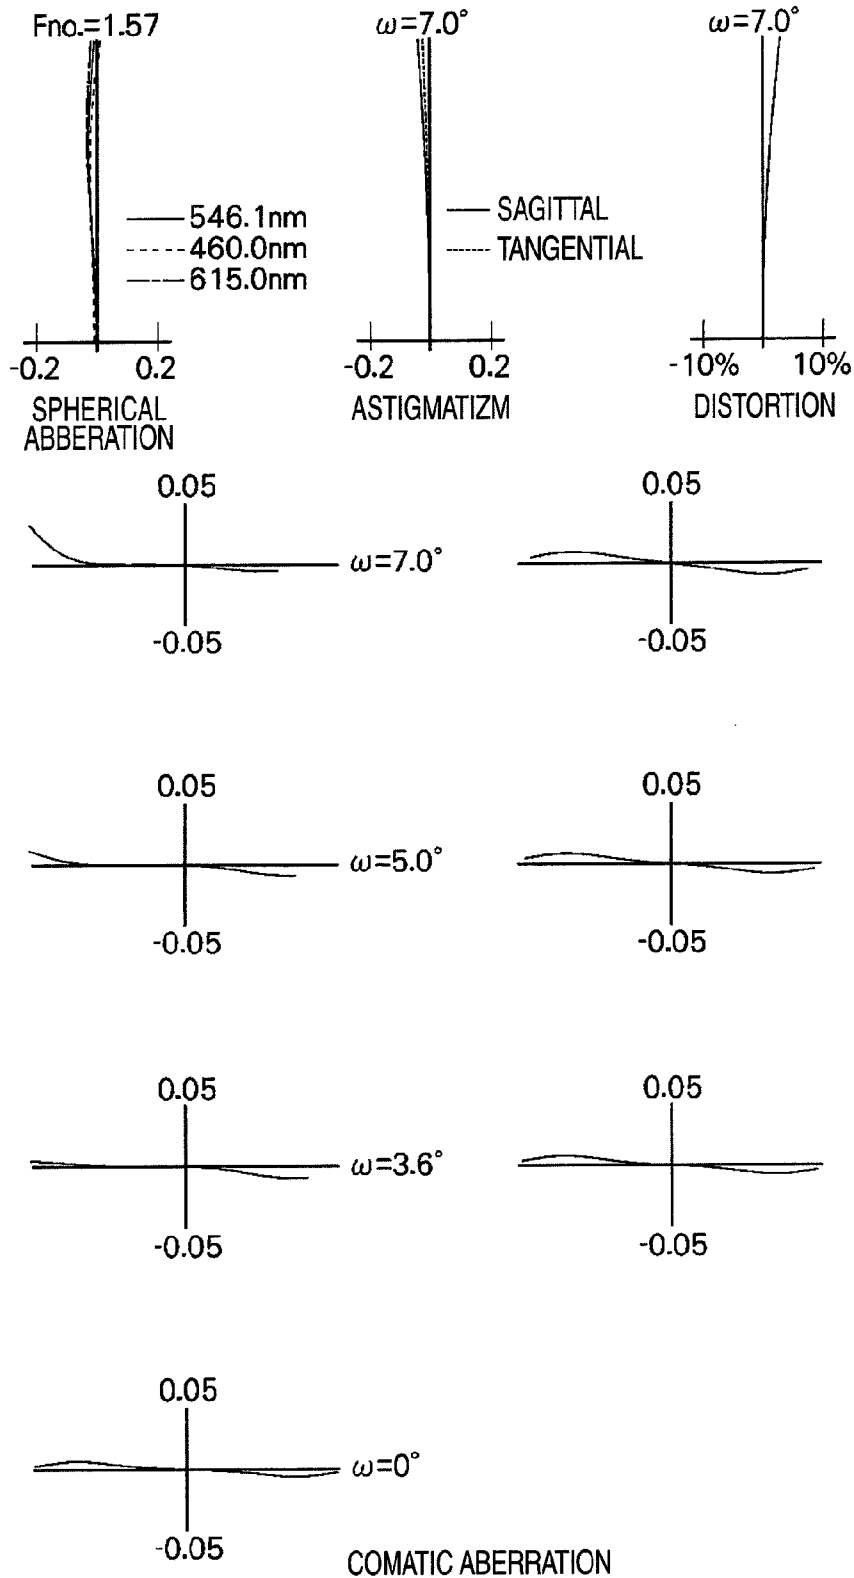 Fno.=1.57
ω=7.0°
ω=7.0°
546.1nm
460.0nm
615.0nm
SAGITTAL
TANGENTIAL
-0.2
0.2
-0.2
0.2
-10%
10%
SPHERICAL
ABBERATION
ASTIGMATIZM
DISTORTION
0.05
0.05
ω=7.0°
-0.05
-0.05
0.05
0.05
ω=5.0°
-0.05
-0.05
0.05
0.05
ω=3.6°
-0.05
-0.05
0.05
ω=0°
-0.05
COMATIC ABERRATION